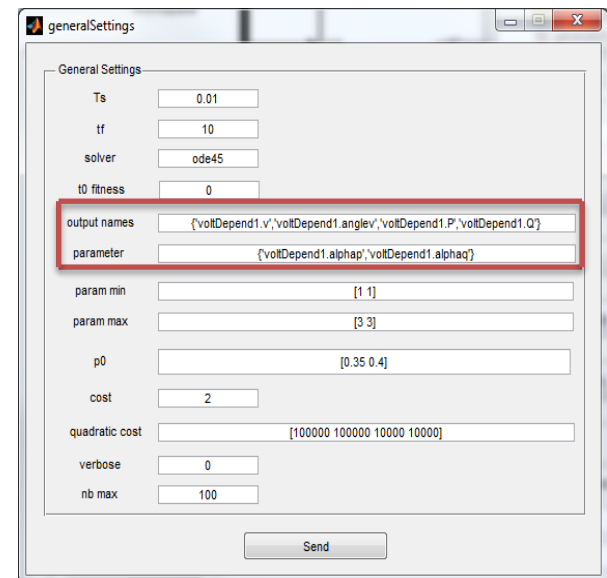 generalSettings
General Settings
Ts 0.01
tf 10
solver ode45
t0 fitness 0
output names {'voltDepend1.v','voltDepend1.anglev','voltDepend1.P','voltDepend1.Q'}
parameter {'voltDepend1.alphap','voltDepend1.alphaq'}
param min [1 1]
param max [3 3]
p0 [0.35 0.4]
cost 2
quadratic cost [100000 100000 10000 10000]
verbose 0
nb max 100
Send